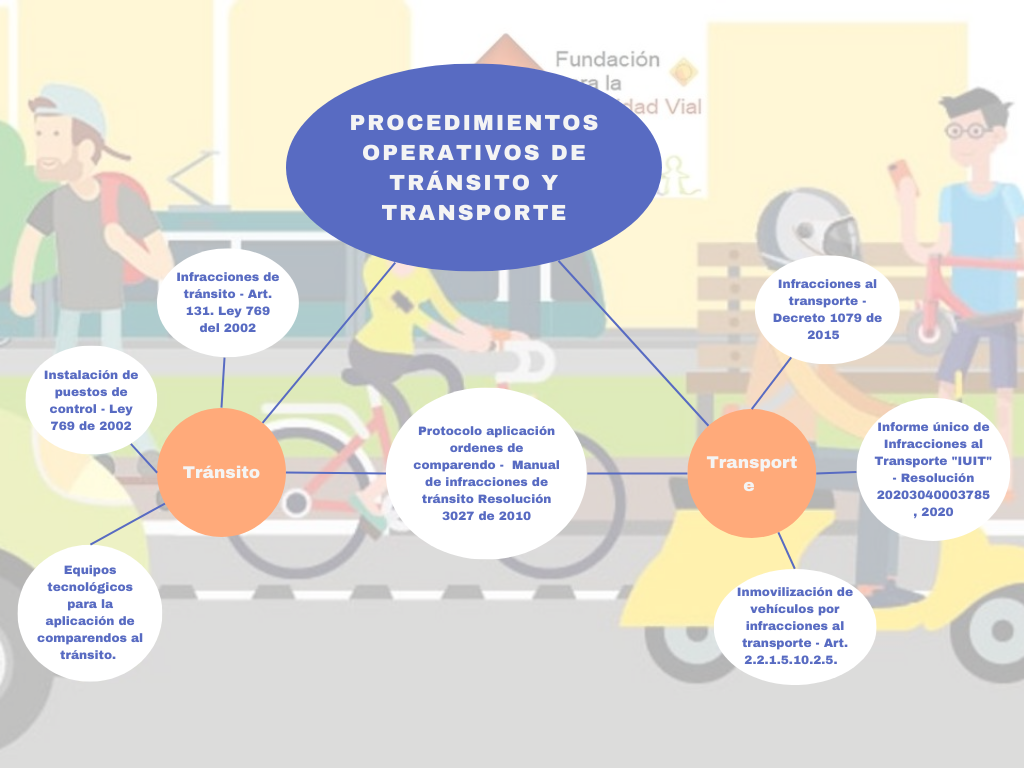 Fundación
la
dad Vial
PROCEDIMIENTOS
OPERATIVOS DE
TRÁNSITO Y
TRANSPORTE
Infracciones de
tránsito - Art.
131. Ley 769
del 2002
Instalación de
puestos de
control - Ley
769 de 2002
Tránsito
Equipos
tecnológicos
para la
aplicación de
comparendos al
tránsito.
Protocolo aplicación
ordenes de
comparendo - Manual
de infracciones de
tránsito Resolución
3027 de 2010
Infracciones al
transporte -
Decreto 1079 de
2015
Transport
e
Informe único de
Infracciones al
Transporte "IUIT"
- Resolución
20203040003785
, 2020
Inmovilización de
vehículos por
infracciones al
transporte - Art.
2.2.1.5.10.2.5.